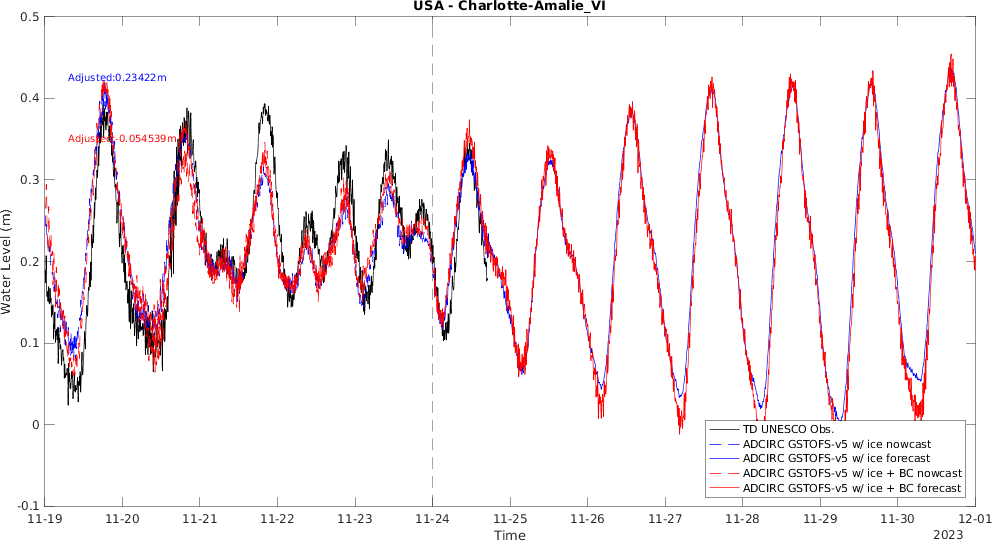 USA - Charlotte-Amalie_VI
0.5
Adjusted:0.23422m
0.4
Adjusted:-0.054539m
0.3
0.2
0.1
0
-0.1
Water Level (m)
TD UNESCO Obs.
ADCIRC GSTOFS-v5 w/ ice nowcast
ADCIRC GSTOFS-v5 w/ ice forecast
ADCIRC GSTOFS-v5 w/ ice + BC nowcast
ADCIRC GSTOFS-v5 w/ ice + BC forecast
11-19 11-20 11-21 11-22 11-23 11-24 11-25 11-26 11-27 11-28 11-29 11-30 12-01
Time
2023